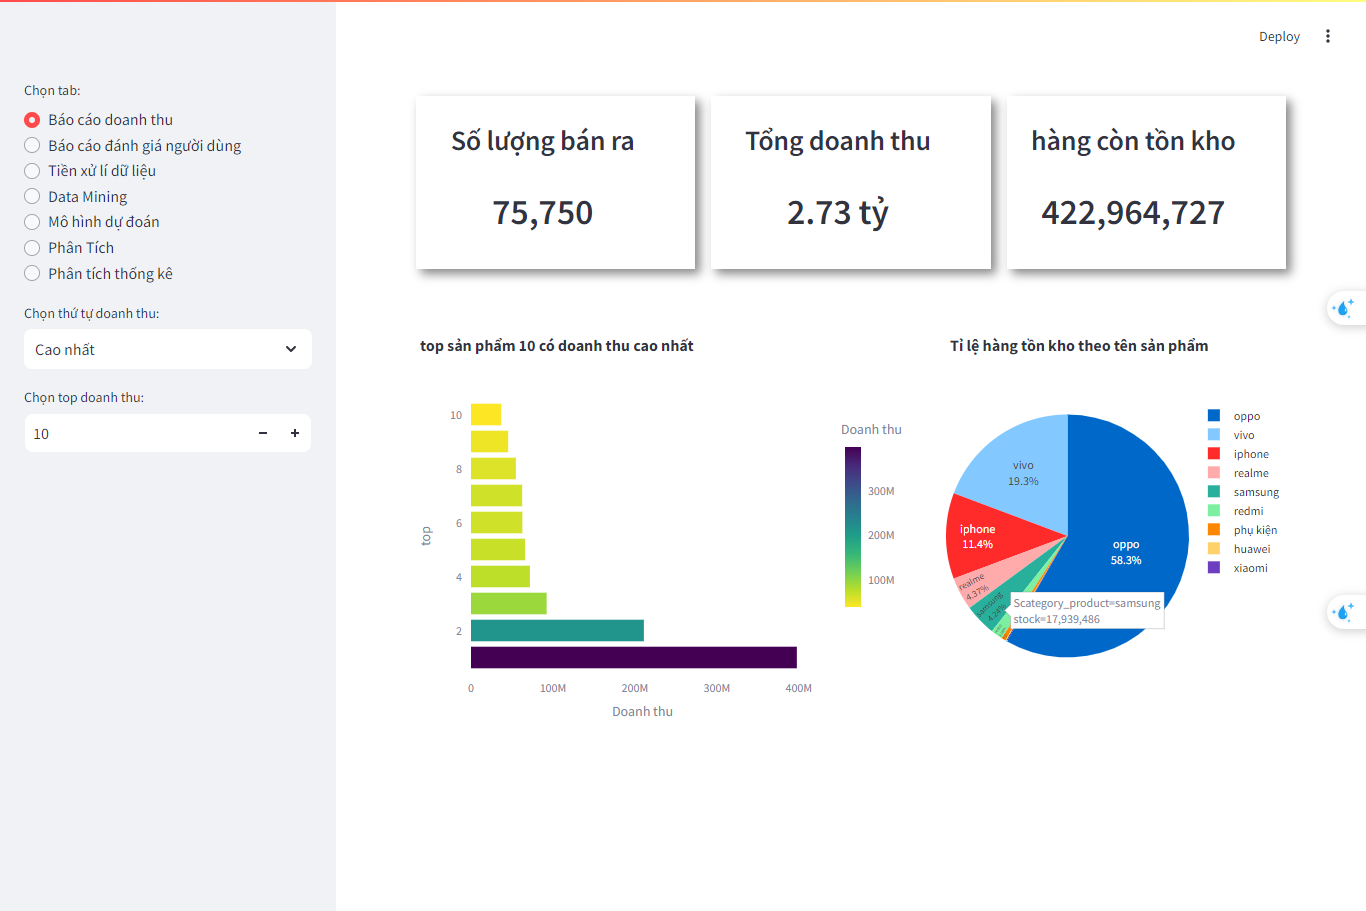 Deploy
Chọn tab:
Báo cáo doanh thu
Báo cáo đánh giá người dùng
Tiền xử lí dữ liệu
Data Mining
Mô hình dự đoán
Phân Tích
Phân tích thống kê
Chọn thứ tự doanh thu:
Cao nhất
Chọn top doanh thu:
10
Số lượng bán ra
75,750
Tổng doanh thu
2.73 tỷ
hàng còn tồn kho
422,964,727
top sản phẩm 10 có doanh thu cao nhất
10
8
6
4
2
top
0 100M 200M 300M 400M
Doanh thu
Doanh thu
300M
200M
100M
Tỉ lệ hàng tồn kho theo tên sản phẩm
vivo
19.3%
iphone
11.4%
oppo
58.3%
realme
4.37%
samsung
4.24%
Scategory_product=samsung
stock=17,939,486
oppo
vivo
iphone
realme
samsung
redmi
phụ kiện
huawei
xiaomi